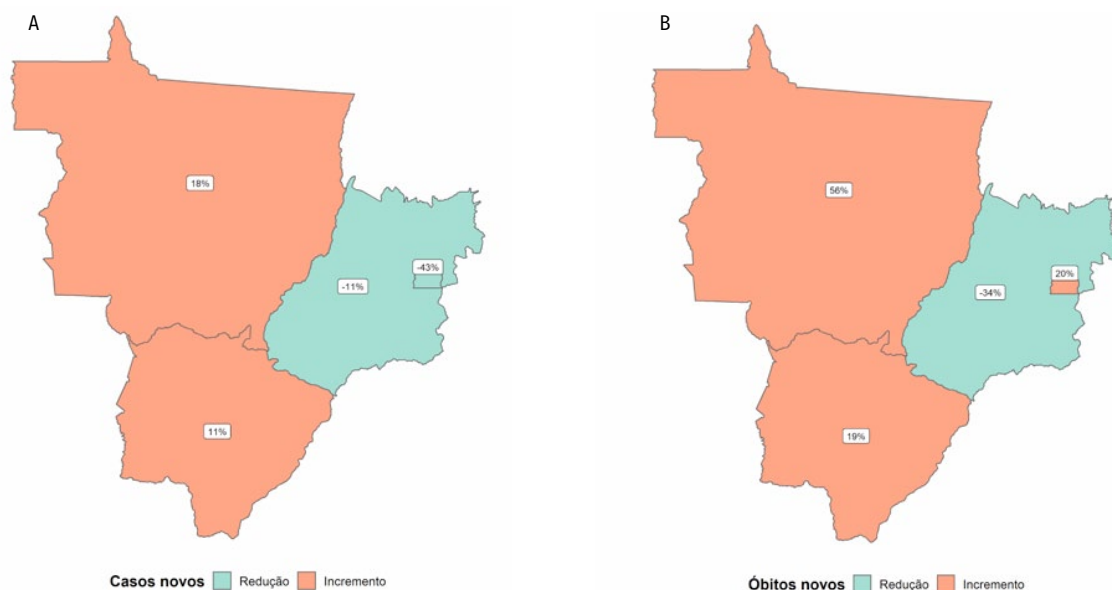 A
18%
-43%
-11%
11%
Casos novos Redução Incremento
B
56%
20%
-34%
19%
Óbitos novos Redução Incremento